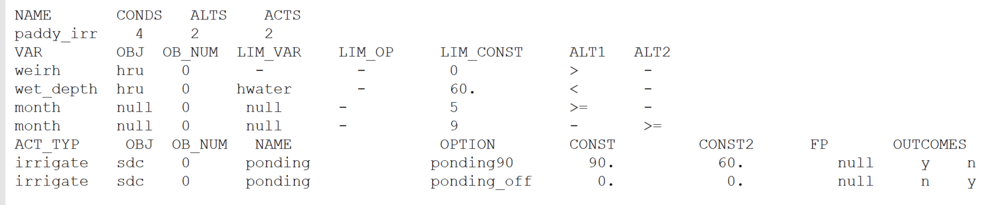 NAME CONDS ALTS ACTS
paddy_irr 4 2 2
VAR OBJ OB_NUM LIM_VAR LIM_OP LIM_CONST ALT1 ALT2
weirh hru 0 - - 0 > -
wet_depth hru 0 hwater - 60. < -
month null 0 null - 5 >= -
month null 0 null - 9 - >=
ACT_TYP OBJ OB_NUM NAME OPTION CONST CONST2 FP OUTCOMES
irrigate sdc 0 ponding ponding90 90. 60. null y n
irrigate sdc 0 ponding ponding_off 0. 0. null n y